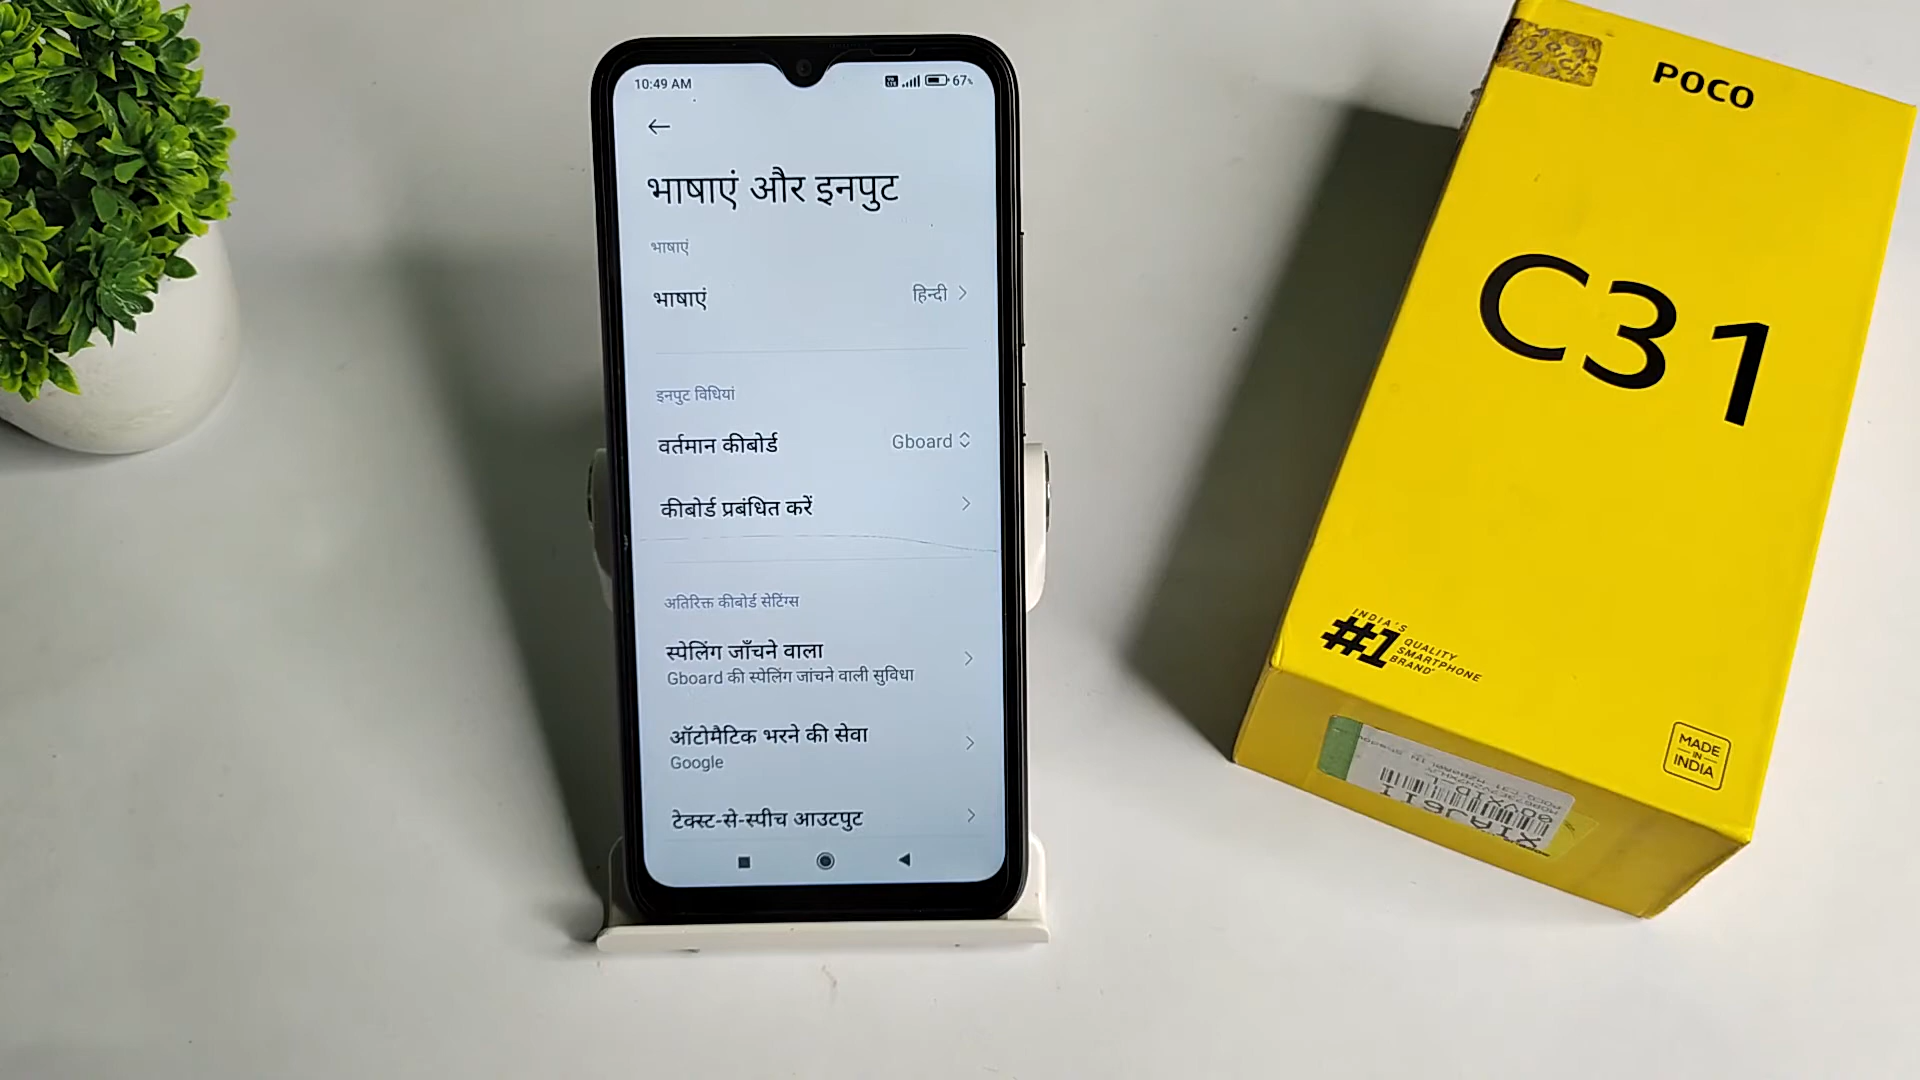 10:49 AM
67%
भाषाएं और इनपुट
भाषाएं
भाषाएं
हिन्दी
इनपुट विधियां
वर्तमान कीबोर्ड
Gboard
कीबोर्ड प्रबंधित करें
अतिरिक्त कीबोर्ड सेटिंग्स
स्पेलिंग जाँचने वाला
Gboard की स्पेलिंग जांचने वाली सुविधा
ऑटोमैटिक भरने की सेवा
Google
टेक्स्ट-से-स्पीच आउटपुट
POCO
C31
INDIA'S
#1 QUALITY
SMARTPHONE
BRAND*
MADE
IN
INDIA